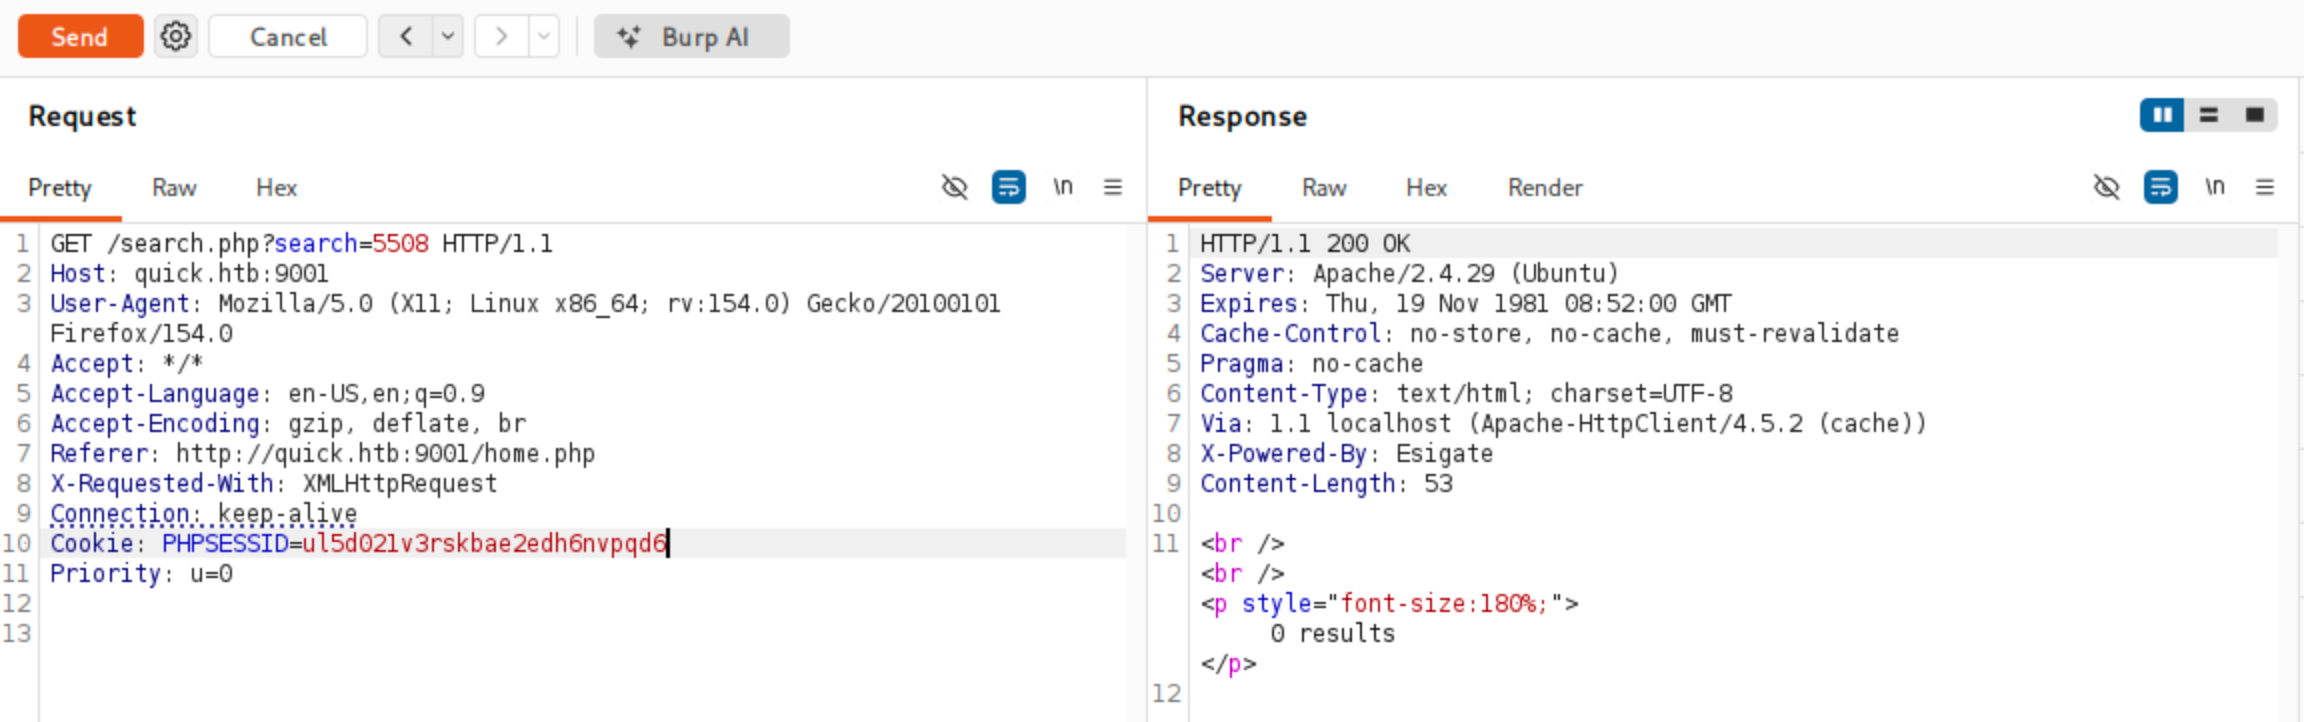 Send
Cancel
Burp AI
Request
Pretty Raw Hex \n
1 GET /search.php?search=5508 HTTP/1.1
2 Host: quick.htb:9001
3 User-Agent: Mozilla/5.0 (X11; Linux x86_64; rv:154.0) Gecko/20100101
Firefox/154.0
4 Accept: */*
5 Accept-Language: en-US,en;q=0.9
6 Accept-Encoding: gzip, deflate, br
7 Referer: http://quick.htb:9001/home.php
8 X-Requested-With: XMLHttpRequest
9 Connection: keep-alive
10 Cookie: PHPSESSID=ul5d021v3rskbae2edh6nvpqd6
11 Priority: u=0
12
13
Response
Pretty Raw Hex Render \n
1 HTTP/1.1 200 OK
2 Server: Apache/2.4.29 (Ubuntu)
3 Expires: Thu, 19 Nov 1981 08:52:00 GMT
4 Cache-Control: no-store, no-cache, must-revalidate
5 Pragma: no-cache
6 Content-Type: text/html; charset=UTF-8
7 Via: 1.1 localhost (Apache-HttpClient/4.5.2 (cache))
8 X-Powered-By: Esigate
9 Content-Length: 53
10
11 <br />
<br />
<p style="font-size:180%;">
0 results
</p>
12